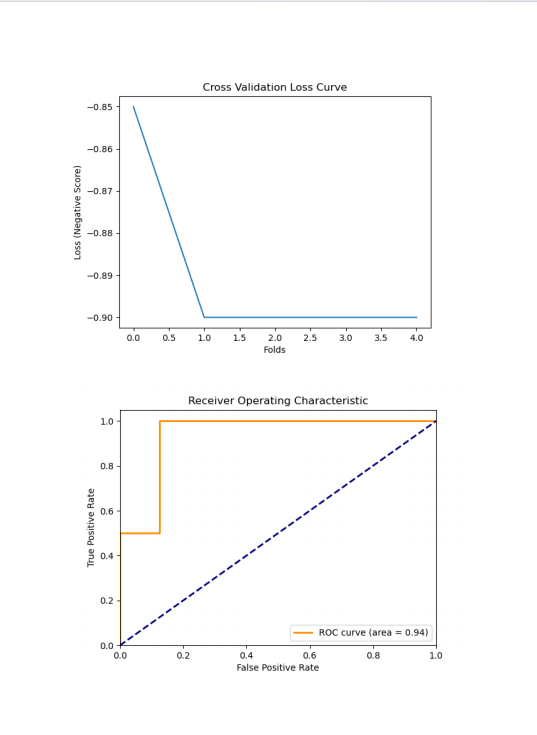 Cross Validation Loss Curve
−0.85
−0.86
−0.87
−0.88
−0.89
−0.90
Loss (Negative Score)
0.0 0.5 1.0 1.5 2.0 2.5 3.0 3.5 4.0
Folds
Receiver Operating Characteristic
1.0
0.8
0.6
0.4
0.2
0.0
True Positive Rate
ROC curve (area = 0.94)
0.0 0.2 0.4 0.6 0.8 1.0
False Positive Rate